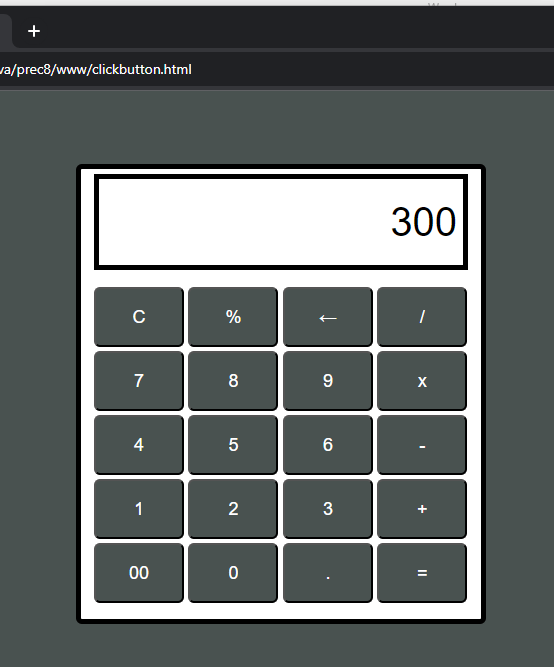 +
va/prec8/www/clickbutton.html
300
C % ← /
7 8 9 x
4 5 6 -
1 2 3 +
00 0 . =